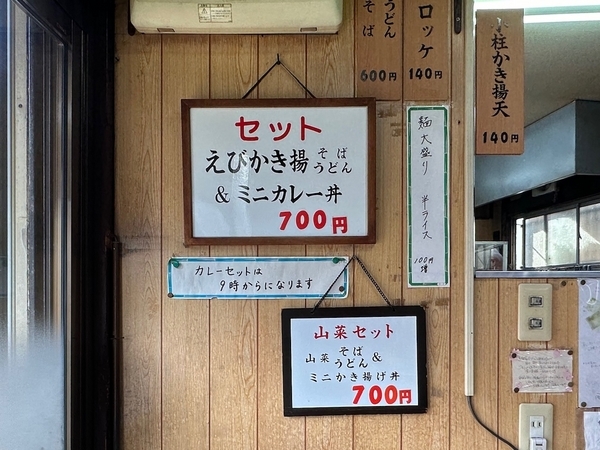 うどん
そば
600円
ロッケ
140円
柱かき揚天
140円
セット
えびかき揚 そば
うどん
&ミニカレー丼
700円
麺大盛り 半ライス
100円
増
カレーセットは
9時からになります
山菜セット
山菜 そば
うどん &
ミニかき揚げ丼
700円